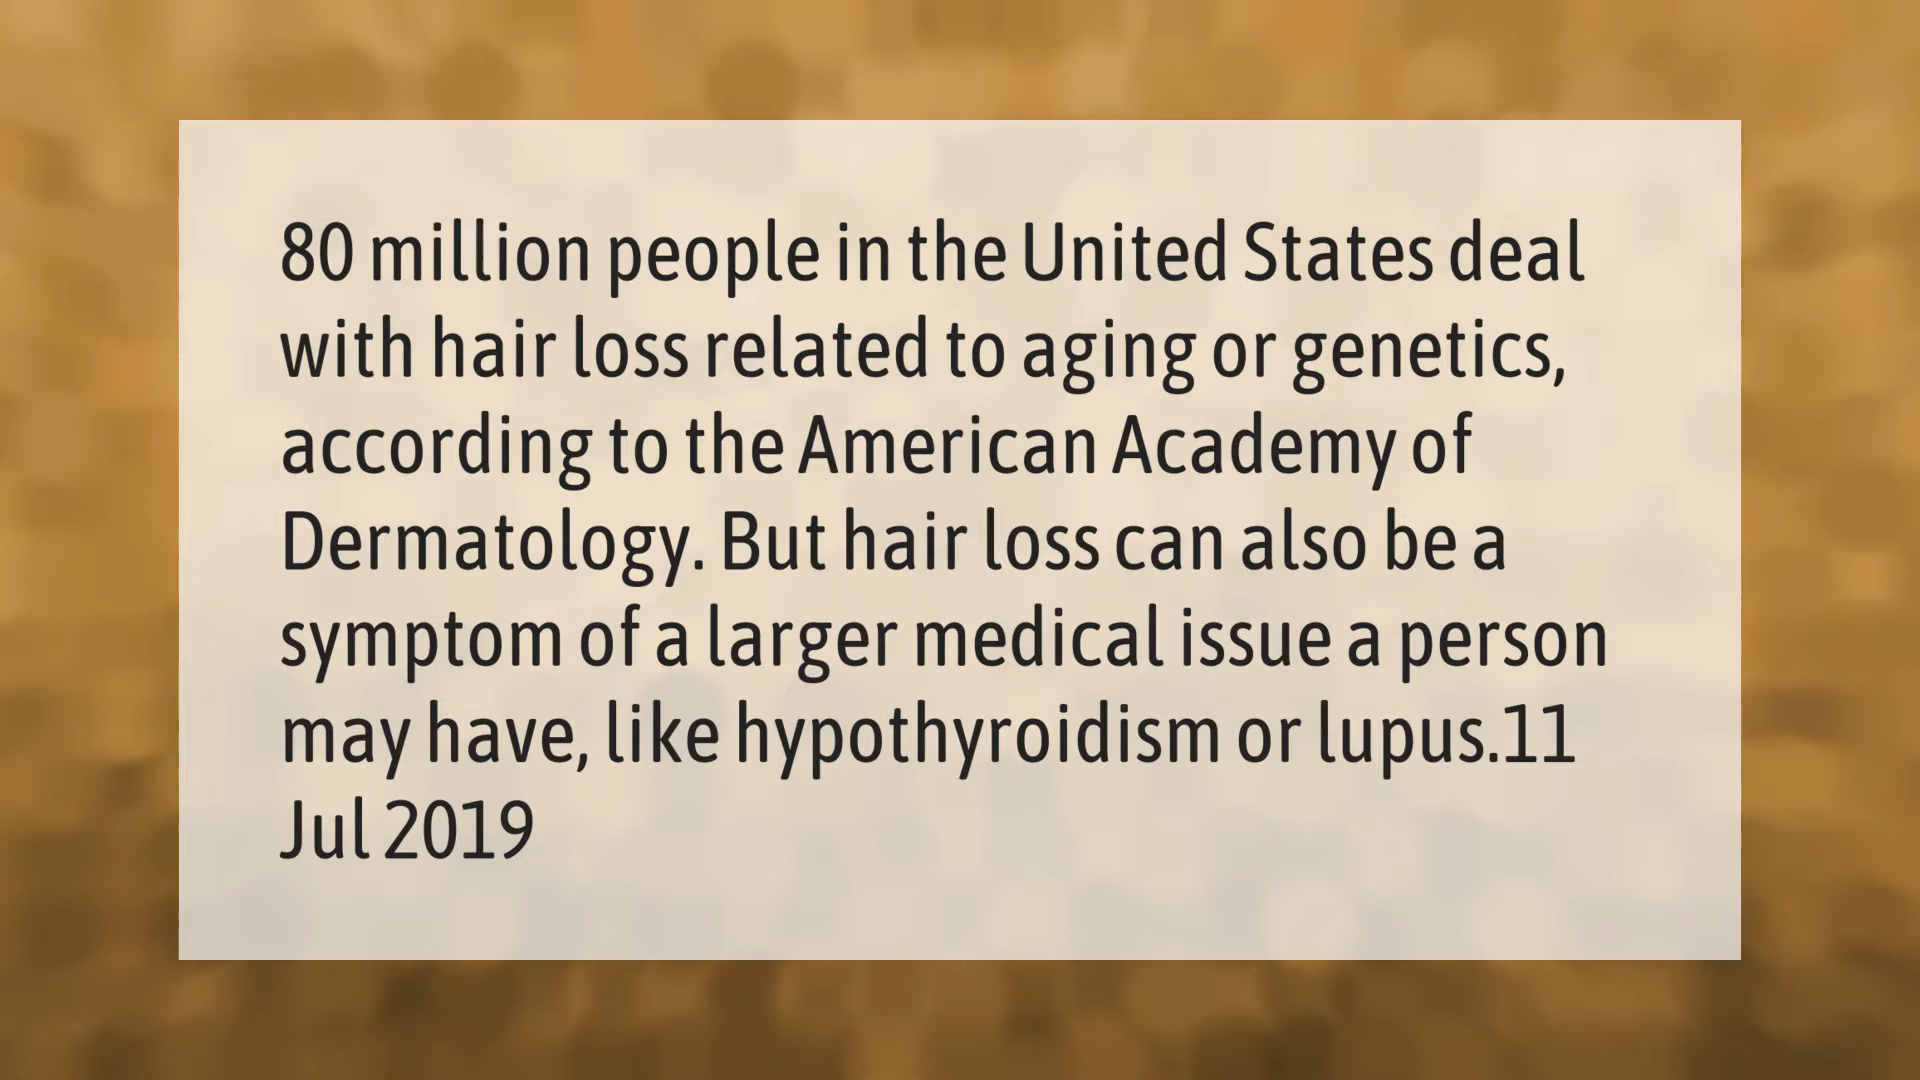 80 million people in the United States deal
with hair loss related to aging or genetics,
according to the American Academy of
Dermatology. But hair loss can also be a
symptom of a larger medical issue a person
may have, like hypothyroidism or lupus.11
Jul 2019